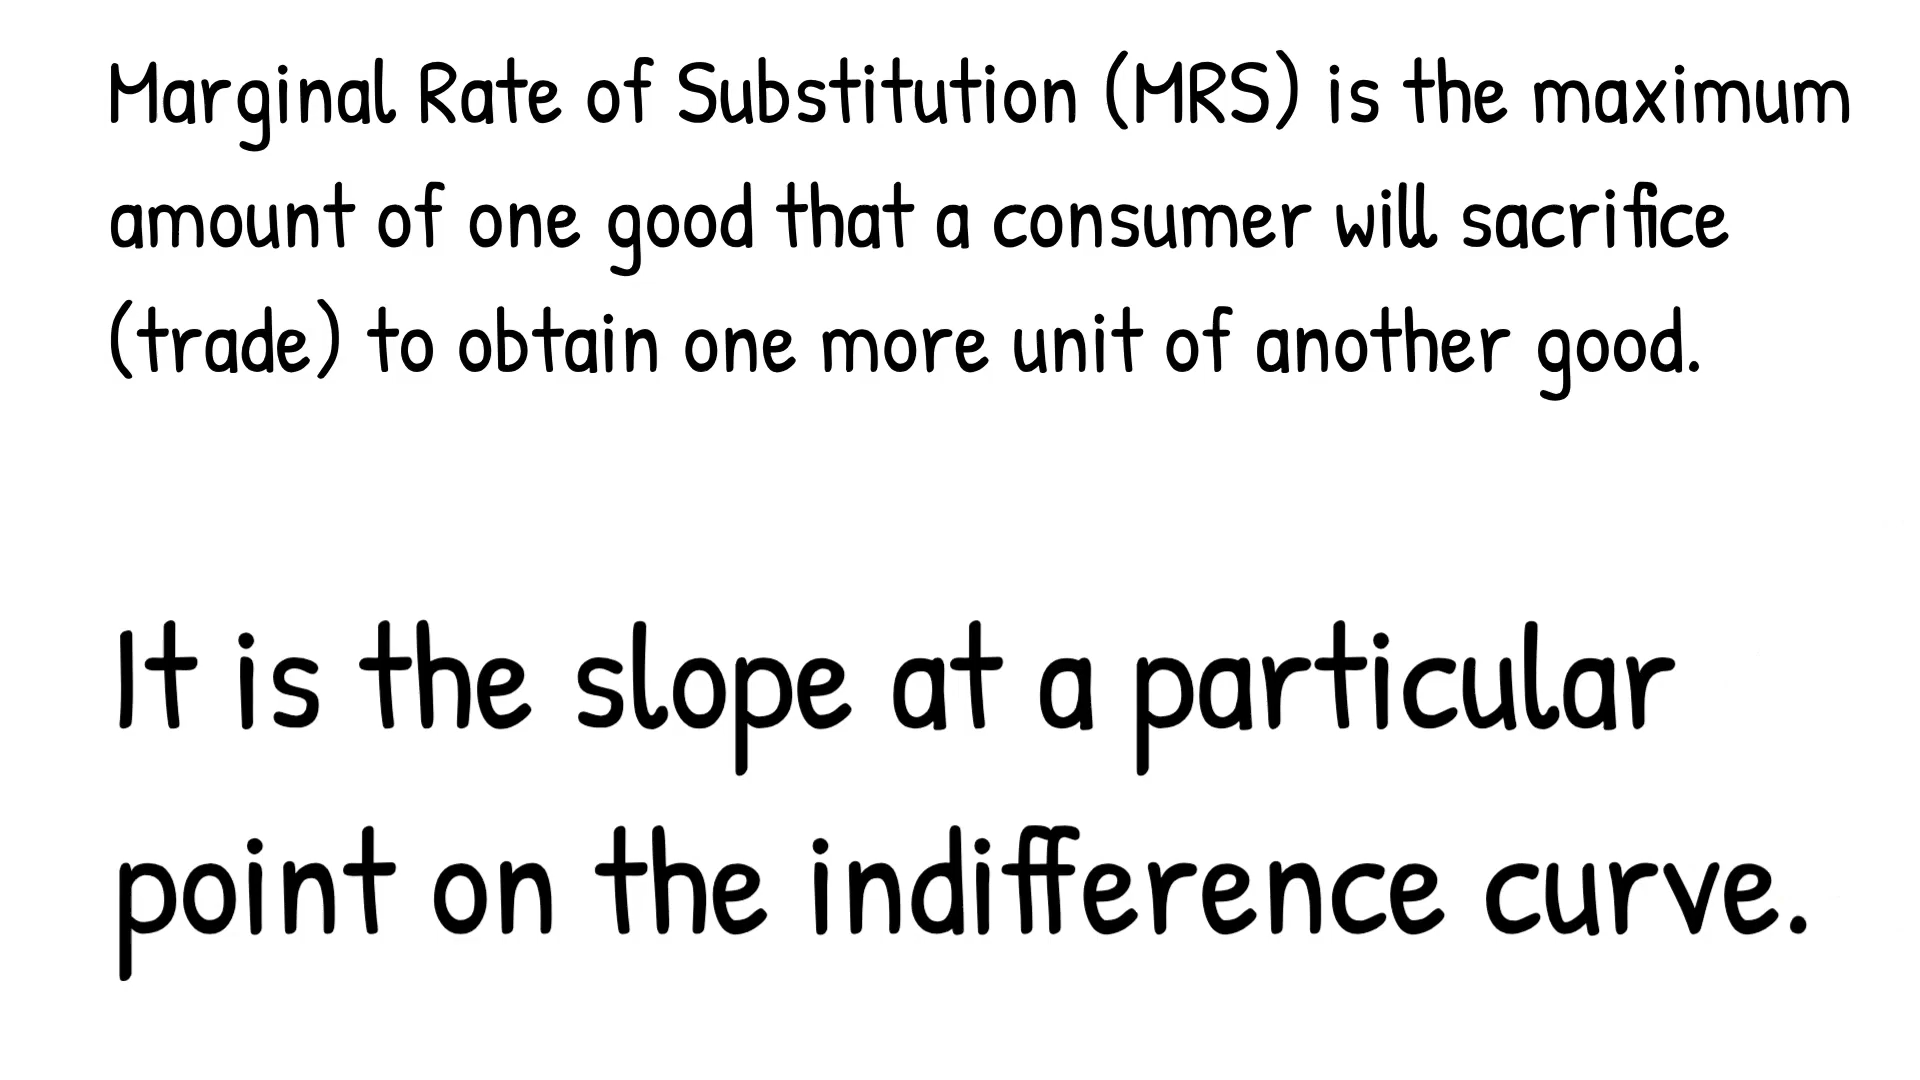 Marginal Rate of Substitution (MRS) is the maximum
amount of one good that a consumer will sacrifice
(trade) to obtain one more unit of another good.
It is the slope at a particular
point on the indifference curve.